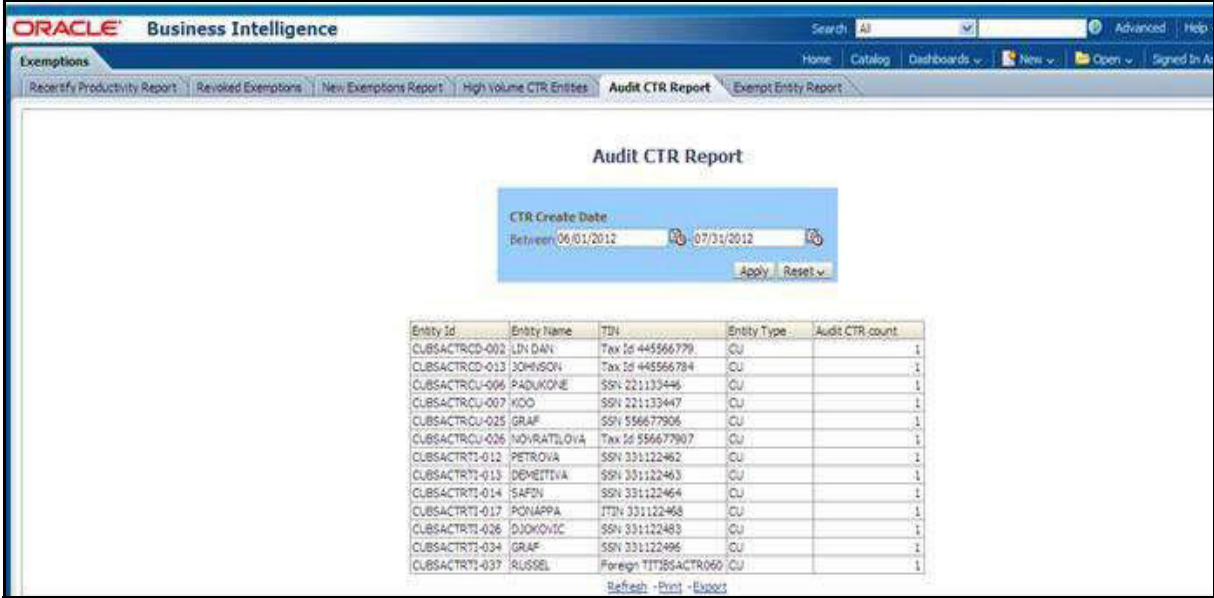 ORACLE Business Intelligence Search All Advanced Help
Exemptions Home Catalog Dashboards New Open Signed In As
Recertify Productivity Report Revoked Exemptions New Exemptions Report High Volume CTR Entities Audit CTR Report Exempt Entity Report
Audit CTR Report
CTR Create Date
Between 06/01/2012 - 07/31/2012
Apply Reset
Entity Id Entity Name TIN Entity Type Audit CTR count
CUBSACTRCD-002 LIN DAN Tax Id 445566779 CU 1
CUBSACTRCD-013 JOHNSON Tax Id 445566784 CU 1
CUBSACTRCU-006 PADUKONE SSN 221133446 CU 1
CUBSACTRCU-007 KOO SSN 221133447 CU 1
CUBSACTRCU-025 GRAF SSN 556677906 CU 1
CUBSACTRCU-026 NOVRATILOVA Tax Id 556677907 CU 1
CUBSACTRTI-012 PETROVA SSN 331122462 CU 1
CUBSACTRTI-013 DEMEITIVA SSN 331122463 CU 1
CUBSACTRTI-014 SAFIN SSN 331122464 CU 1
CUBSACTRTI-017 PONAPPA ITIN 331122468 CU 1
CUBSACTRTI-026 DJOKOVIC SSN 331122483 CU 1
CUBSACTRTI-034 GRAF SSN 331122496 CU 1
CUBSACTRTI-037 RUSSEL Foreign TITIBSACTR060 CU 1
Refresh - Print - Export